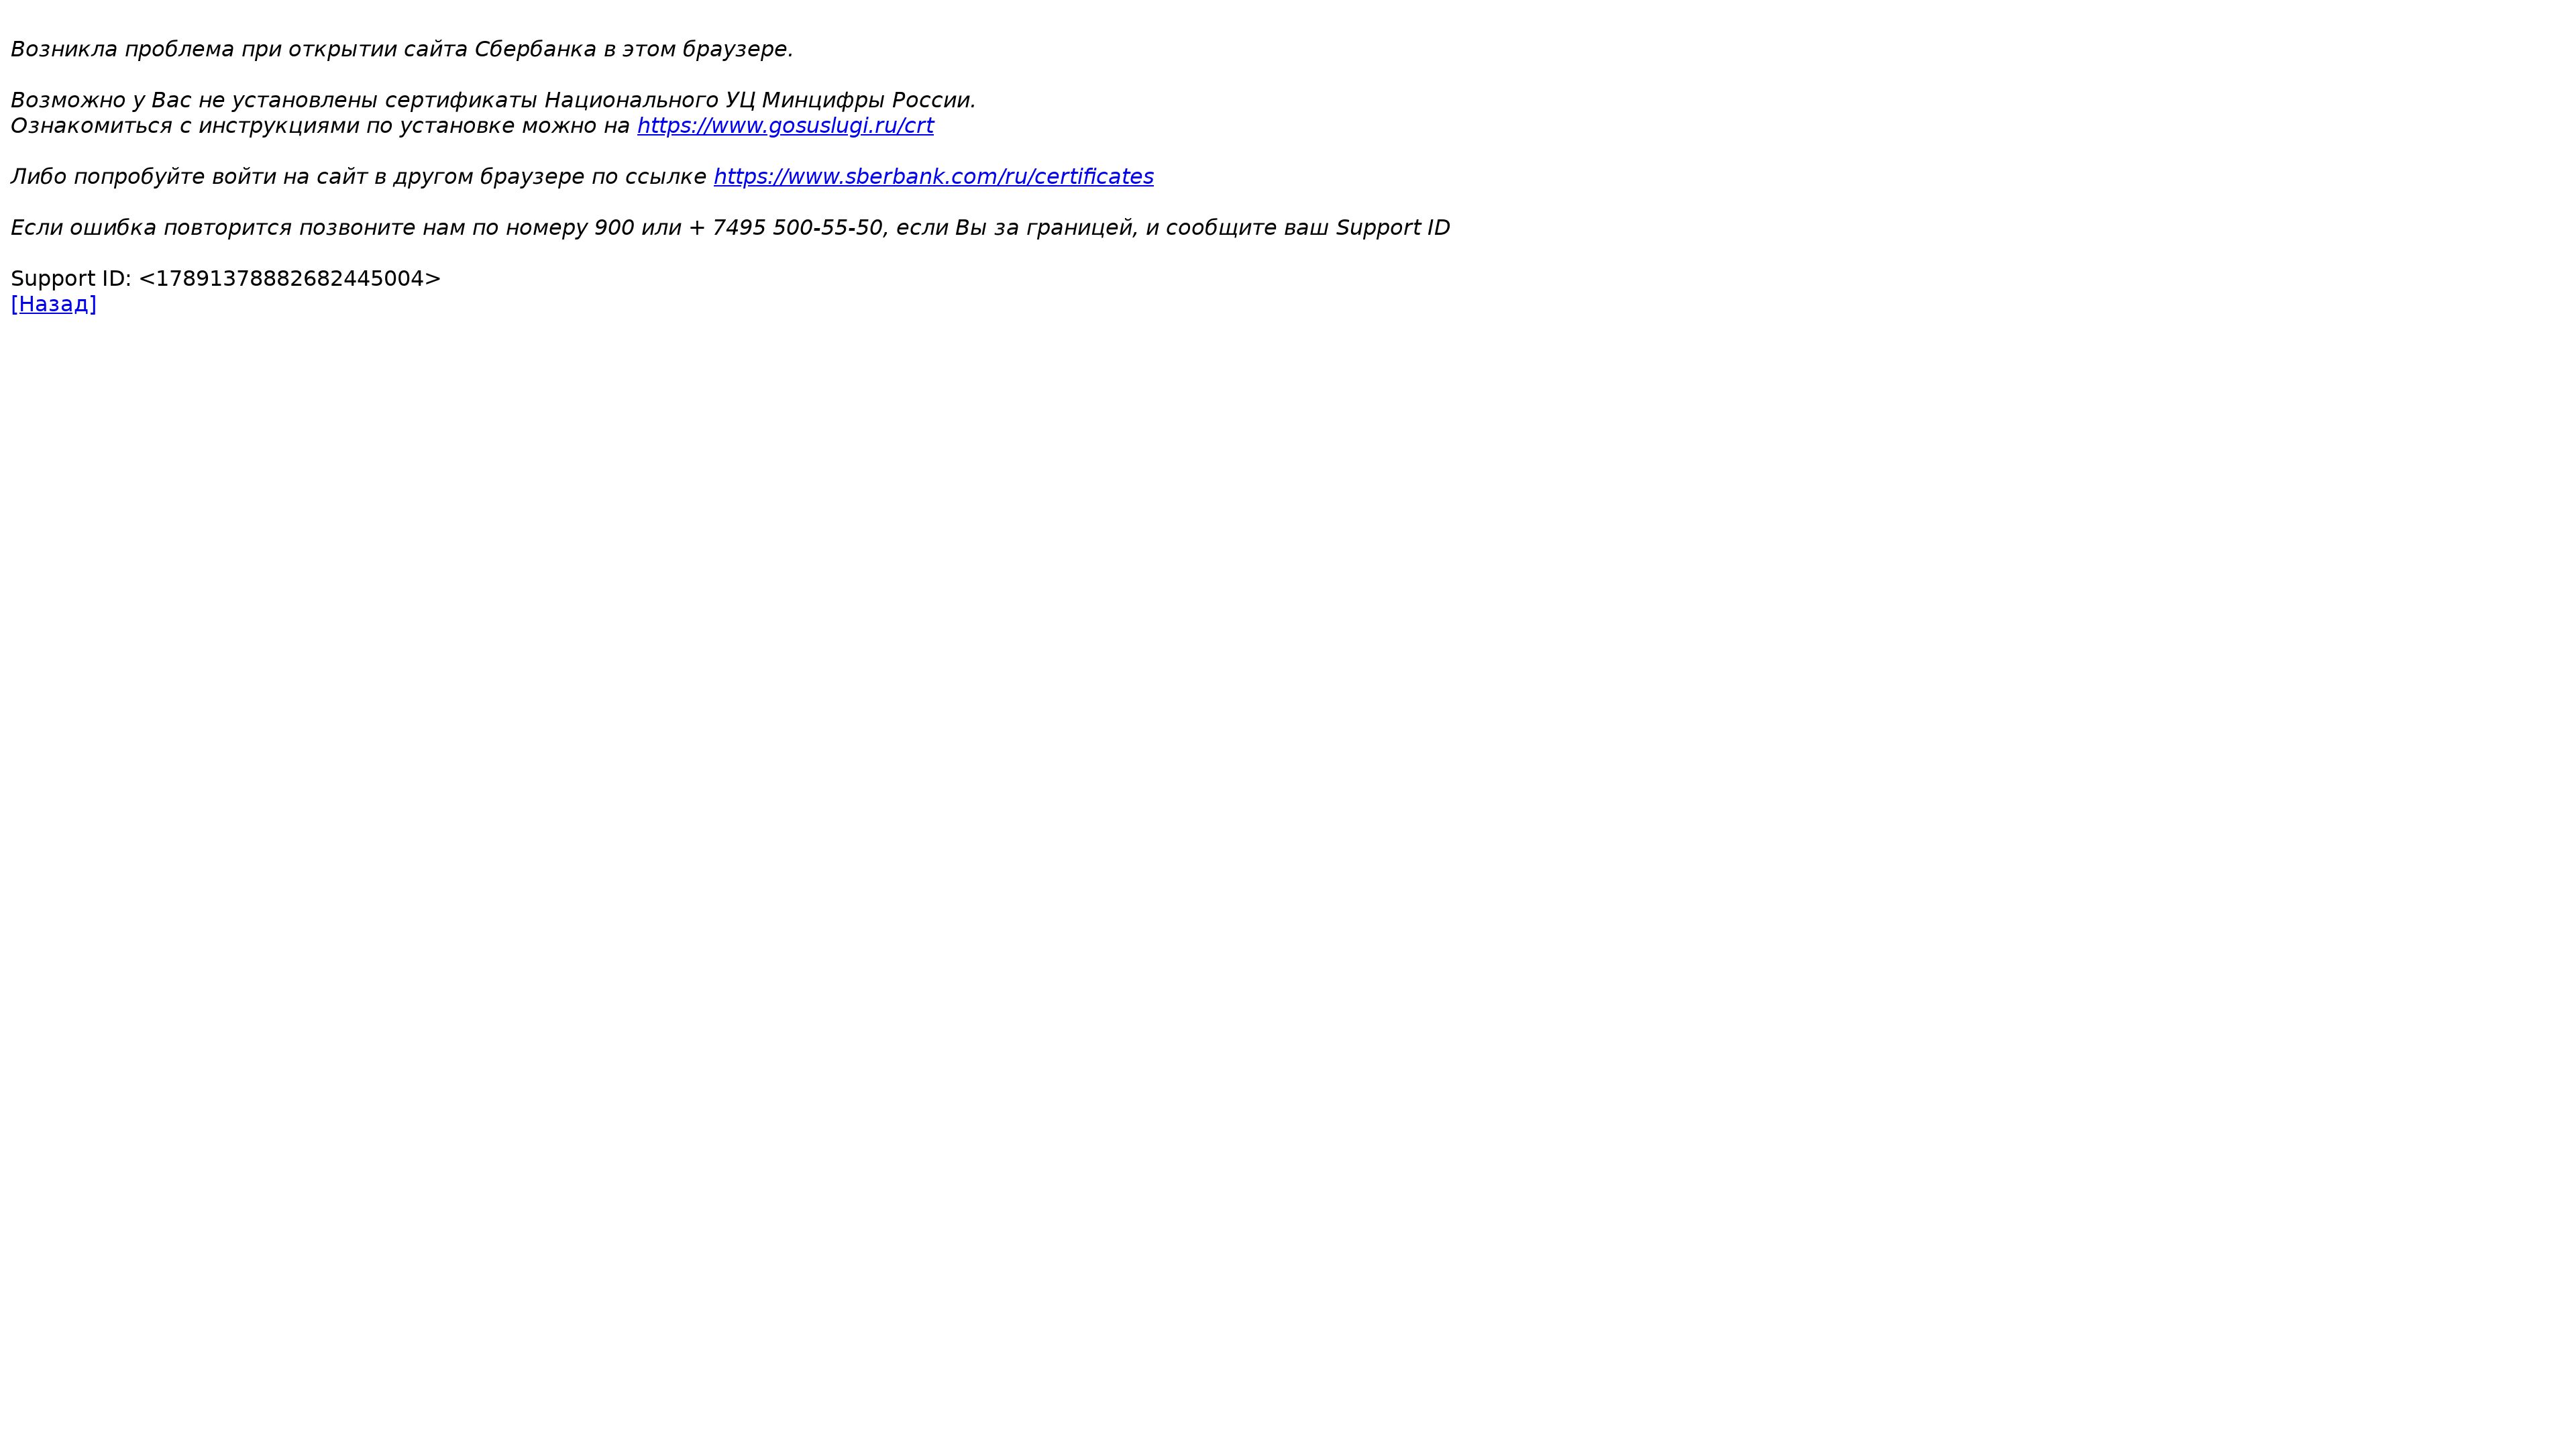 Возникла проблема при открытии сайта Сбербанка в этом браузере.
Возможно у Вас не установлены сертификаты Национального УЦ Минцифры России.
Ознакомиться с инструкциями по установке можно на https://www.gosuslugi.ru/crt
Либо попробуйте войти на сайт в другом браузере по ссылке https://www.sberbank.com/ru/certificates
Если ошибка повторится позвоните нам по номеру 900 или + 7495 500-55-50, если Вы за границей, и сообщите ваш Support ID
Support ID: <17891378882682445004>
[Назад]